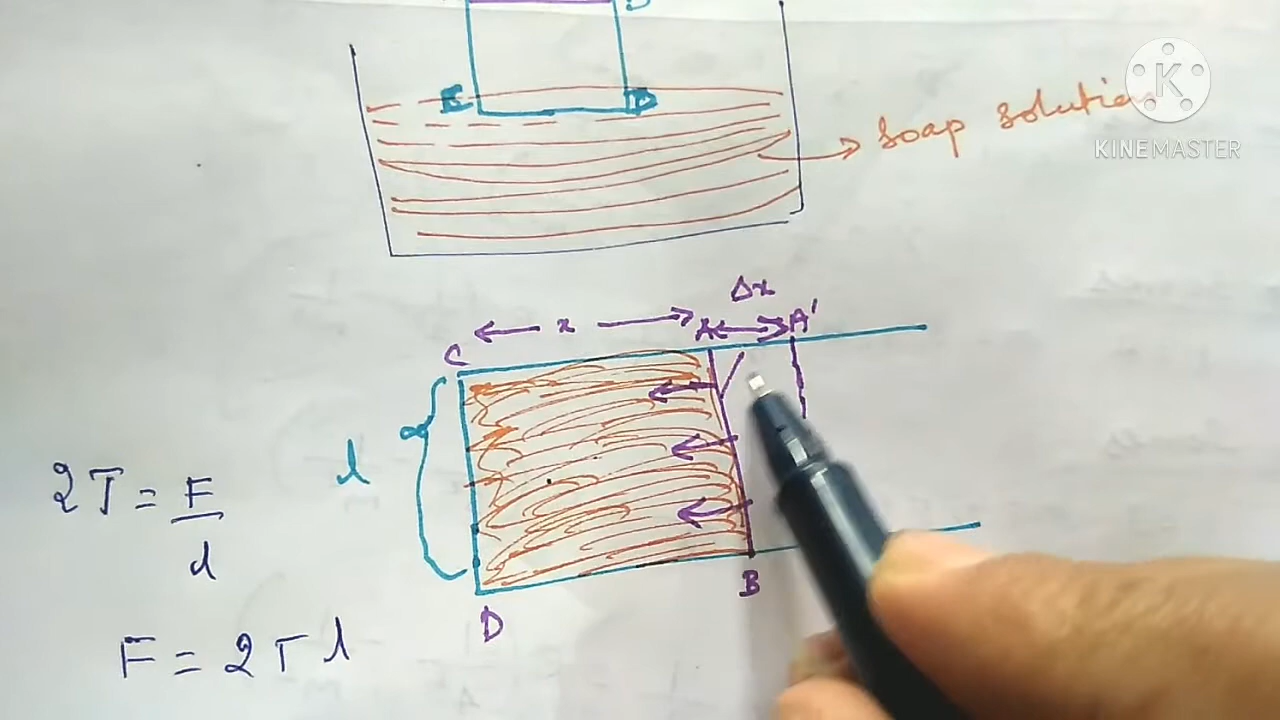 E D
soap solution
K
KINEMASTER
Δx
x A A'
C
l
2T = F/l
B
D
F = 2Tl